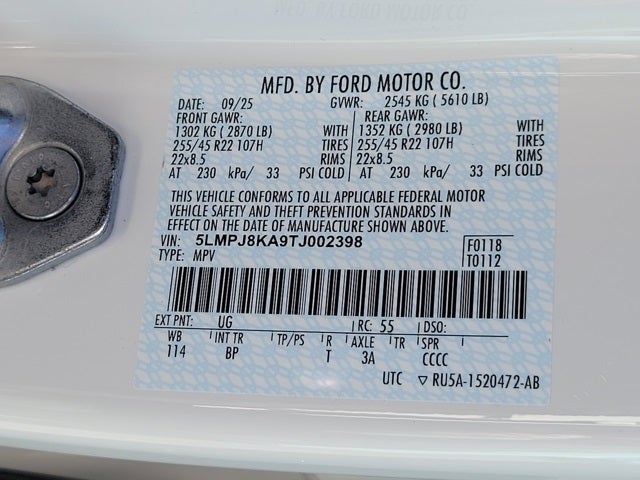 MFD. BY FORD MOTOR CO.
DATE: 09/25 GVWR: 2545 KG ( 5610 LB)
FRONT GAWR: REAR GAWR:
1302 KG ( 2870 LB) WITH 1352 KG ( 2980 LB) WITH
255/45 R22 107H TIRES 255/45 R22 107H TIRES
22x8.5 RIMS 22x8.5 RIMS
AT 230 kPa/ 33 PSI COLD AT 230 kPa/ 33 PSI COLD
THIS VEHICLE CONFORMS TO ALL APPLICABLE FEDERAL MOTOR
VEHICLE SAFETY AND THEFT PREVENTION STANDARDS IN
EFFECT ON THE DATE OF MANUFACTURE SHOWN ABOVE.
VIN: 5LMPJ8KA9TJ002398 F0118
TYPE: MPV T0112
EXT PNT: UG RC: 55 DSO:
WB INT TR TP/PS R AXLE TR SPR
114 BP T 3A CCCC
UTC ▽ RU5A-1520472-AB